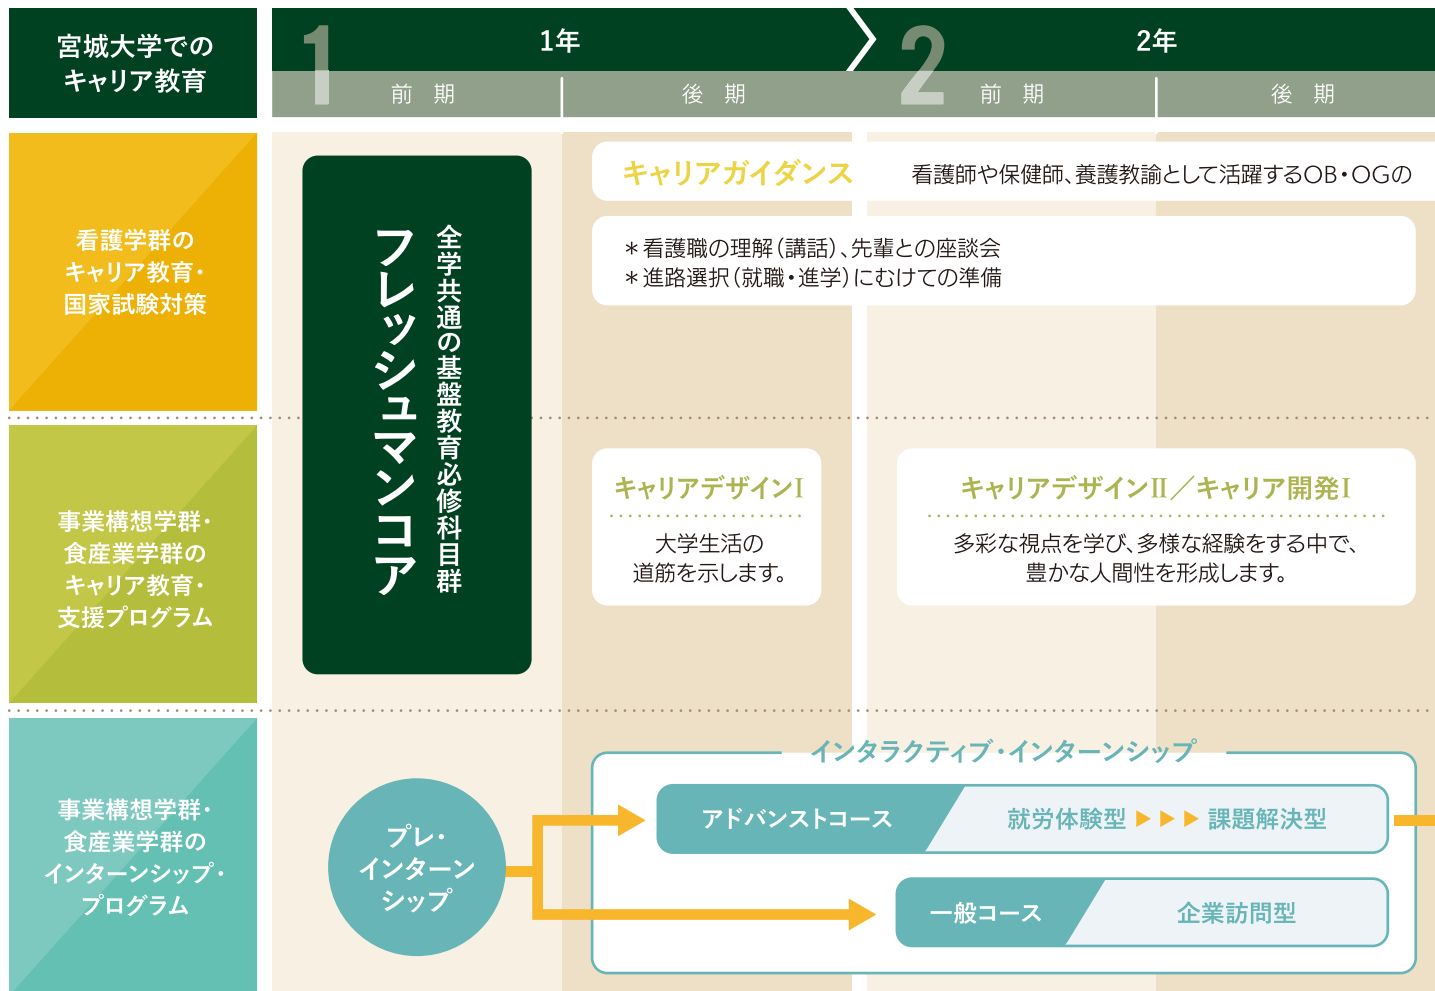 宮城大学での
キャリア教育
1
1年
2
2年
前 期
後 期
前 期
後 期
看護学群の
キャリア教育・
国家試験対策
全学共通の基盤教育必修科目群
フレッシュマンコア
キャリアガイダンス
看護師や保健師、養護教諭として活躍するOB・OGの
＊看護職の理解（講話）、先輩との座談会
＊進路選択（就職・進学）にむけての準備
事業構想学群・
食産業学群の
キャリア教育・
支援プログラム
キャリアデザインⅠ
大学生活の
道筋を示します。
キャリアデザインⅡ／キャリア開発Ⅰ
多彩な視点を学び、多様な経験をする中で、
豊かな人間性を形成します。
事業構想学群・
食産業学群の
インターンシップ・
プログラム
プレ・
インターン
シップ
インタラクティブ・インターンシップ
アドバンストコース
就労体験型 ▶ ▶ ▶ 課題解決型
一般コース
企業訪問型